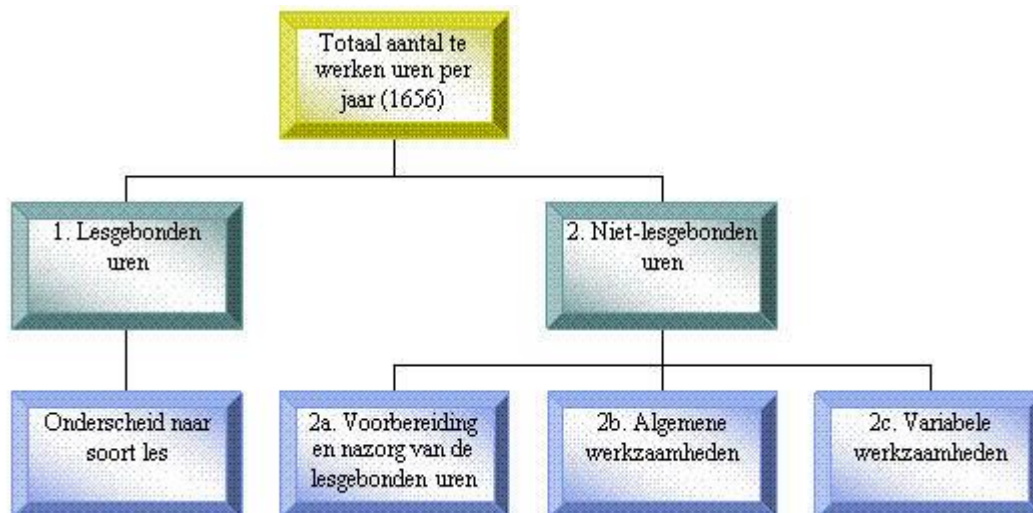 Totaal aantal te
werken uren per
jaar (1656)
1. Lesgebonden
uren
2. Niet-lesgebonden
uren
Onderscheid naar
soort les
2a. Voorbereiding
en nazorg van de
lesgebonden uren
2b. Algemene
werkzaamheden
2c. Variabele
werkzaamheden